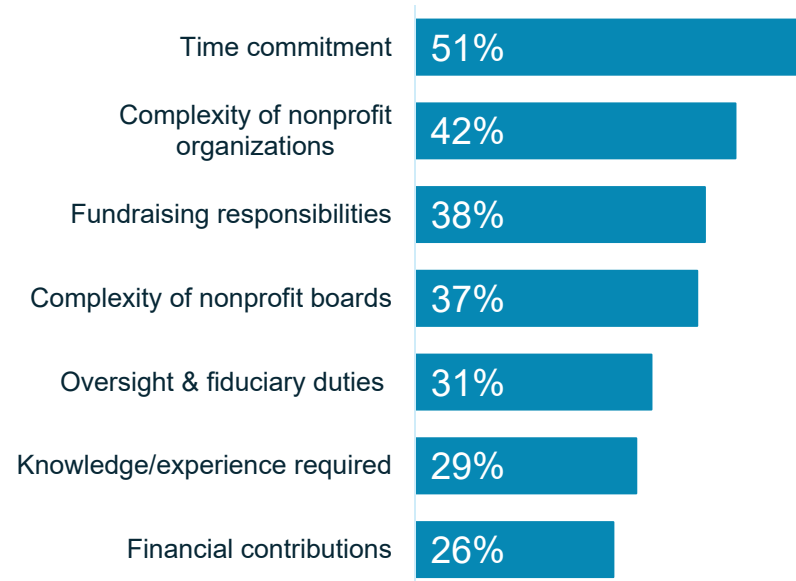 Time commitment 51%
Complexity of nonprofit
organizations 42%
Fundraising responsibilities 38%
Complexity of nonprofit boards 37%
Oversight & fiduciary duties 31%
Knowledge/experience required 29%
Financial contributions 26%